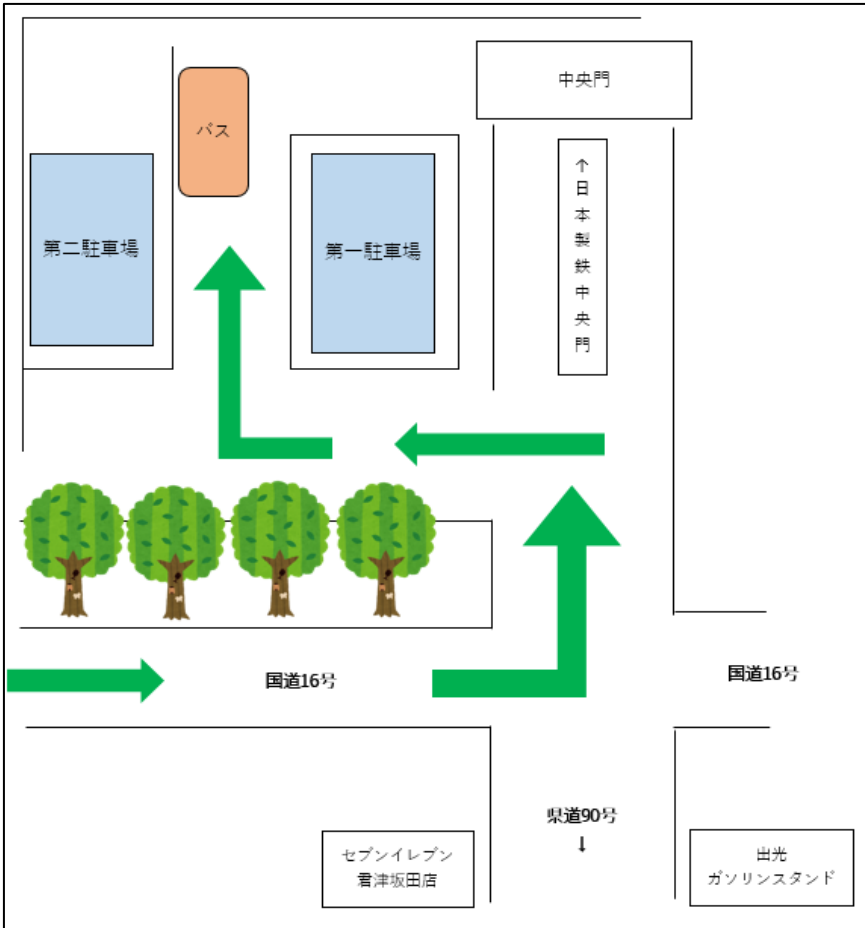 中央門
バス
↑日本製鉄中央門
第二駐車場
第一駐車場
国道16号
国道16号
県道90号
↓
セブンイレブン
君津坂田店
出光
ガソリンスタンド